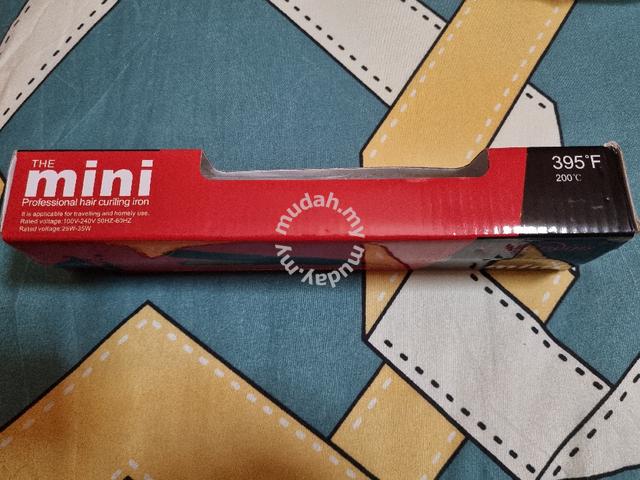 THE
mini
Professional hair curiling iron
It is applicable for travelling and homely use.
Rated voltage:100V-240V 50HZ-60HZ
Rated voltage:25W-35W
395°F
200°C
mudah.my mudah.my